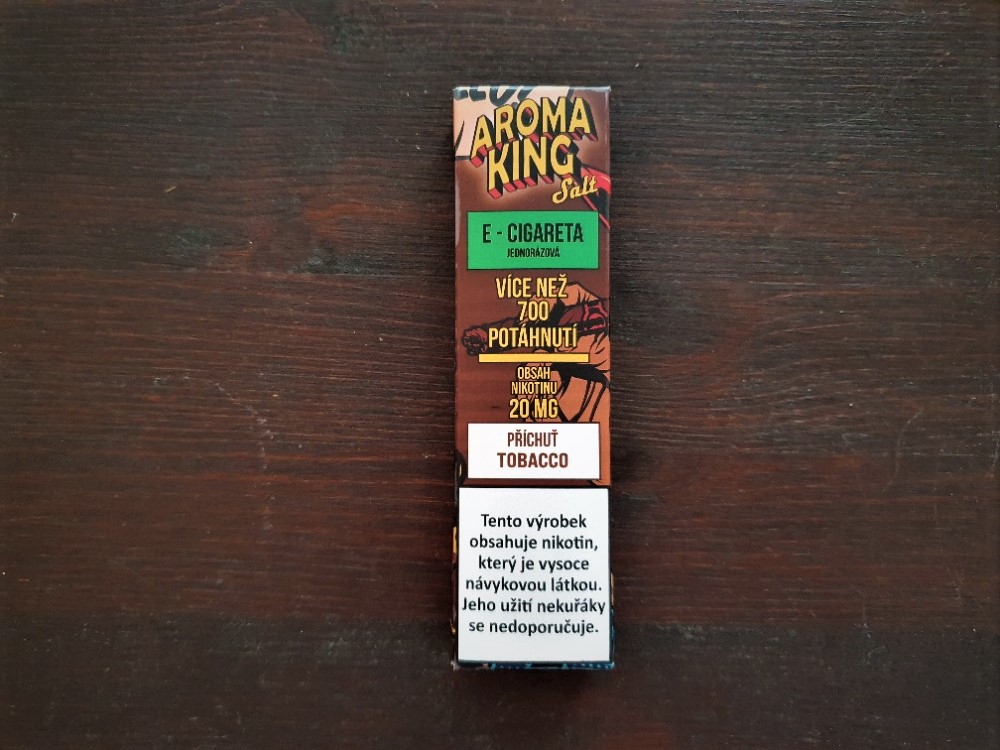 AROMA
KING
Salt
E - CIGARETA
JEDNORÁZOVÁ
VÍCE NEŽ
700
POTÁHNUTÍ
OBSAH
NIKOTINU
20 MG
PŘÍCHUŤ
TOBACCO
Tento výrobek
obsahuje nikotin,
který je vysoce
návykovou látkou.
Jeho užití nekuřáky
se nedoporučuje.